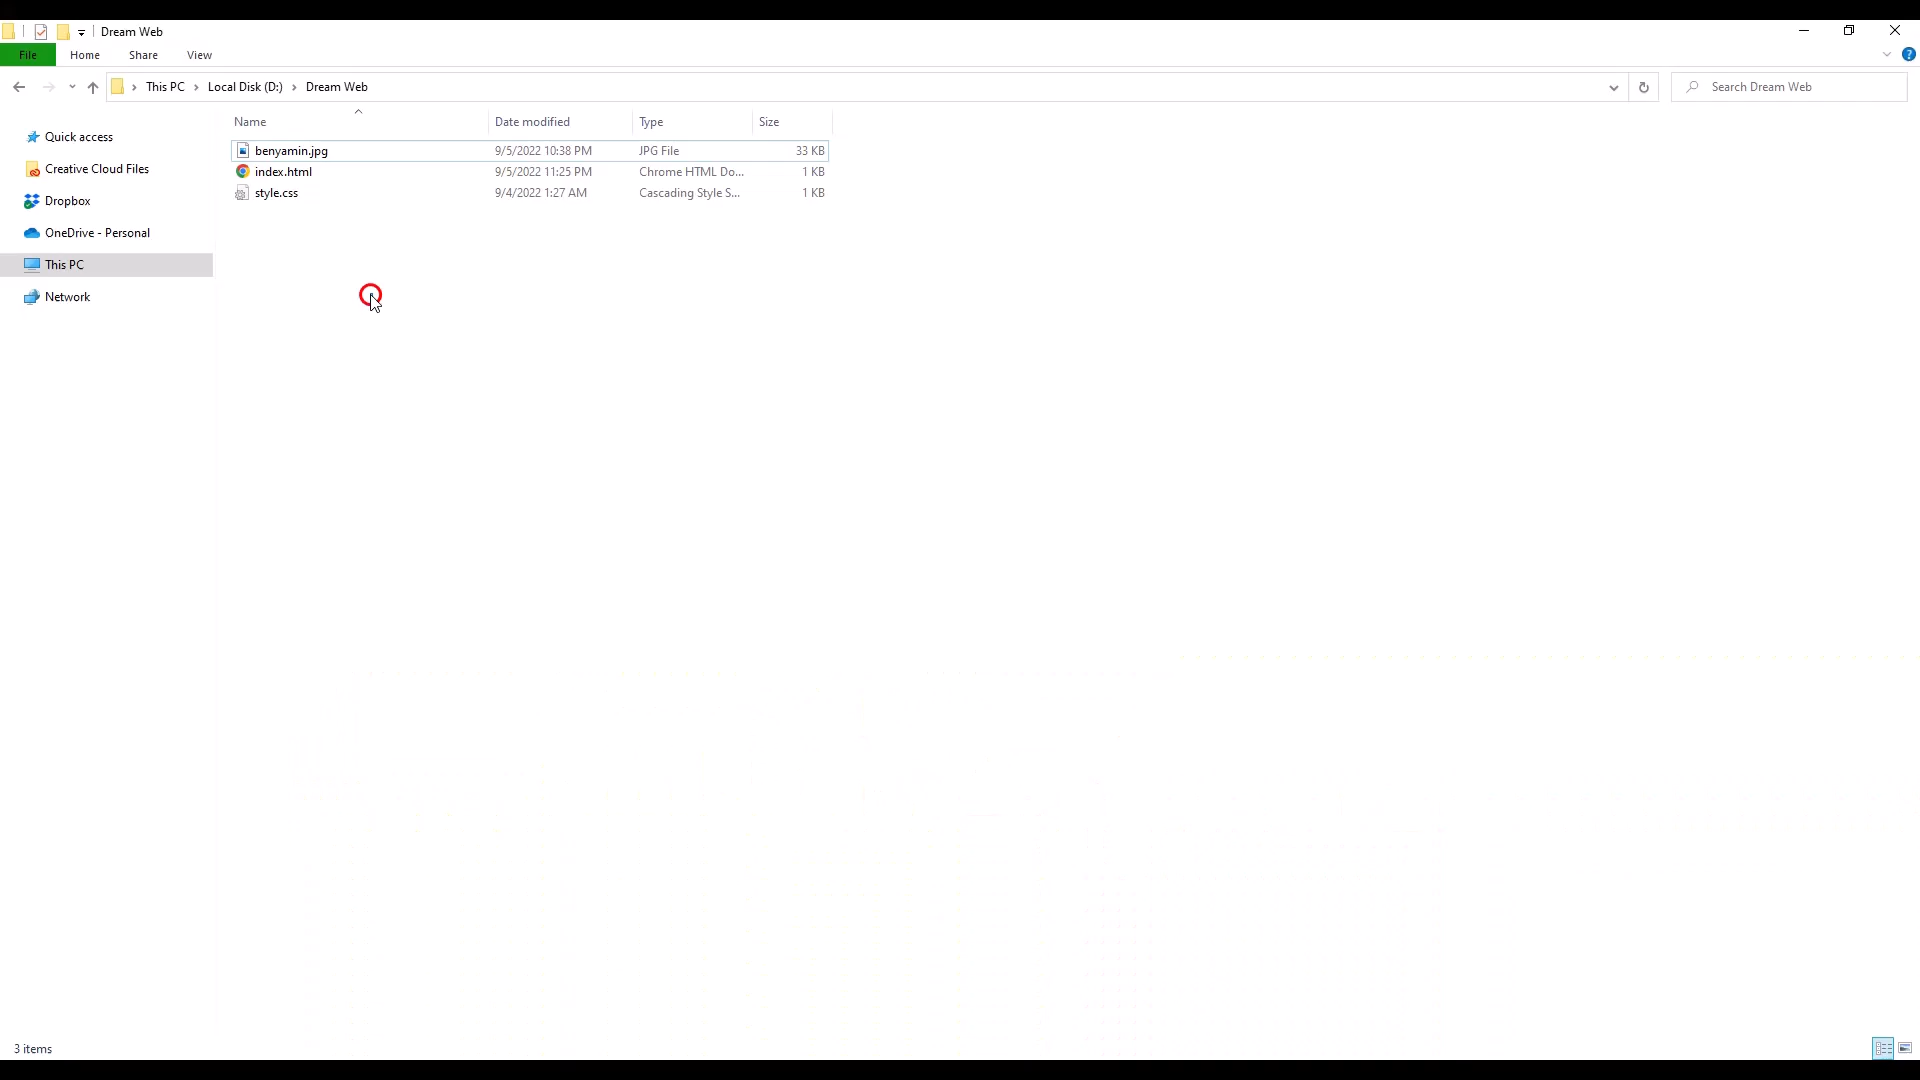 Dream Web
File Home Share View ?
This PC › Local Disk (D:) › Dream Web
Search Dream Web
Name Date modified Type Size
Quick access
Creative Cloud Files
Dropbox
OneDrive - Personal
This PC
Network
benyamin.jpg 9/5/2022 10:38 PM JPG File 33 KB
index.html 9/5/2022 11:25 PM Chrome HTML Do... 1 KB
style.css 9/4/2022 1:27 AM Cascading Style S... 1 KB
3 items